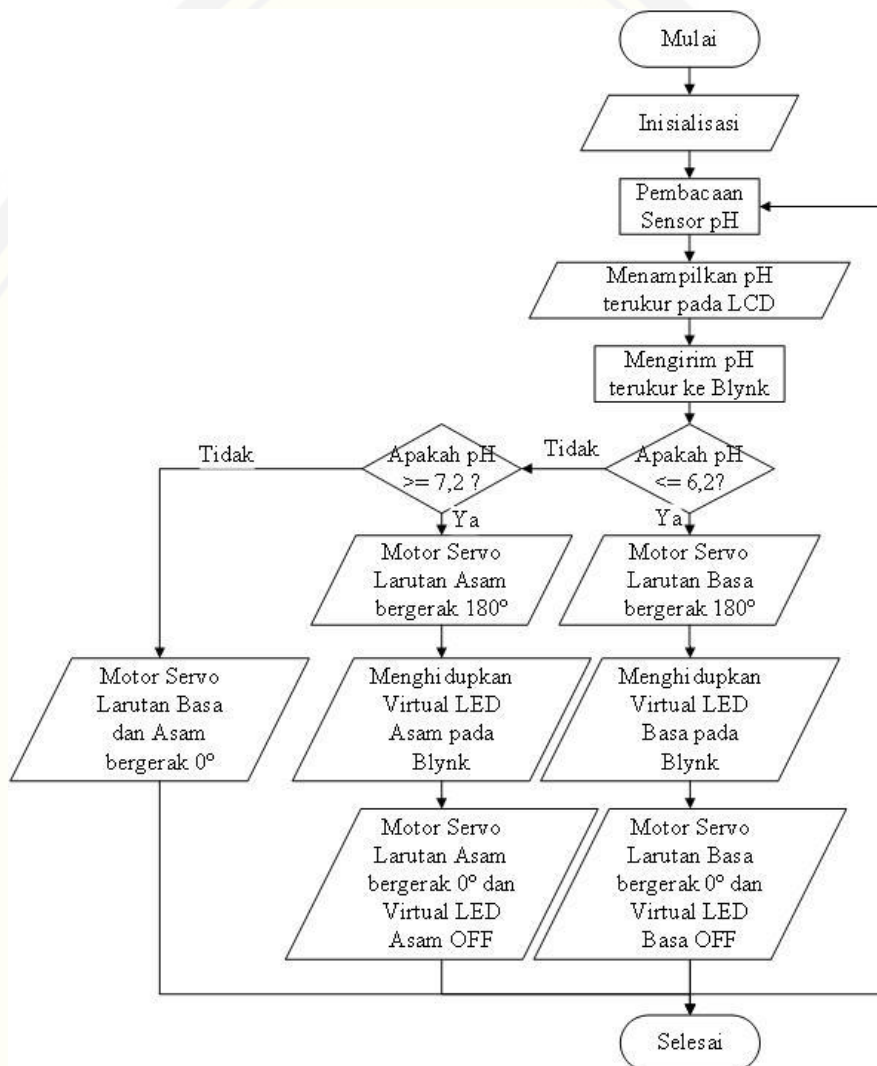 Mulai
Inisialisasi
Pembacaan
Sensor pH
Menampilkan pH
terukur pada LCD
Mengirim pH
terukur ke Blynk
Apakah pH
<= 6,2?
Tidak
Apakah pH
>= 7,2 ?
Tidak
Ya
Ya
Motor Servo
Larutan Asam
bergerak 180°
Motor Servo
Larutan Basa
bergerak 180°
Motor Servo
Larutan Basa
dan Asam
bergerak 0°
Menghidupkan
Virtual LED
Asam pada
Blynk
Menghidupkan
Virtual LED
Basa pada
Blynk
Motor Servo
Larutan Asam
bergerak 0° dan
Virtual LED
Asam OFF
Motor Servo
Larutan Basa
bergerak 0° dan
Virtual LED
Basa OFF
Selesai